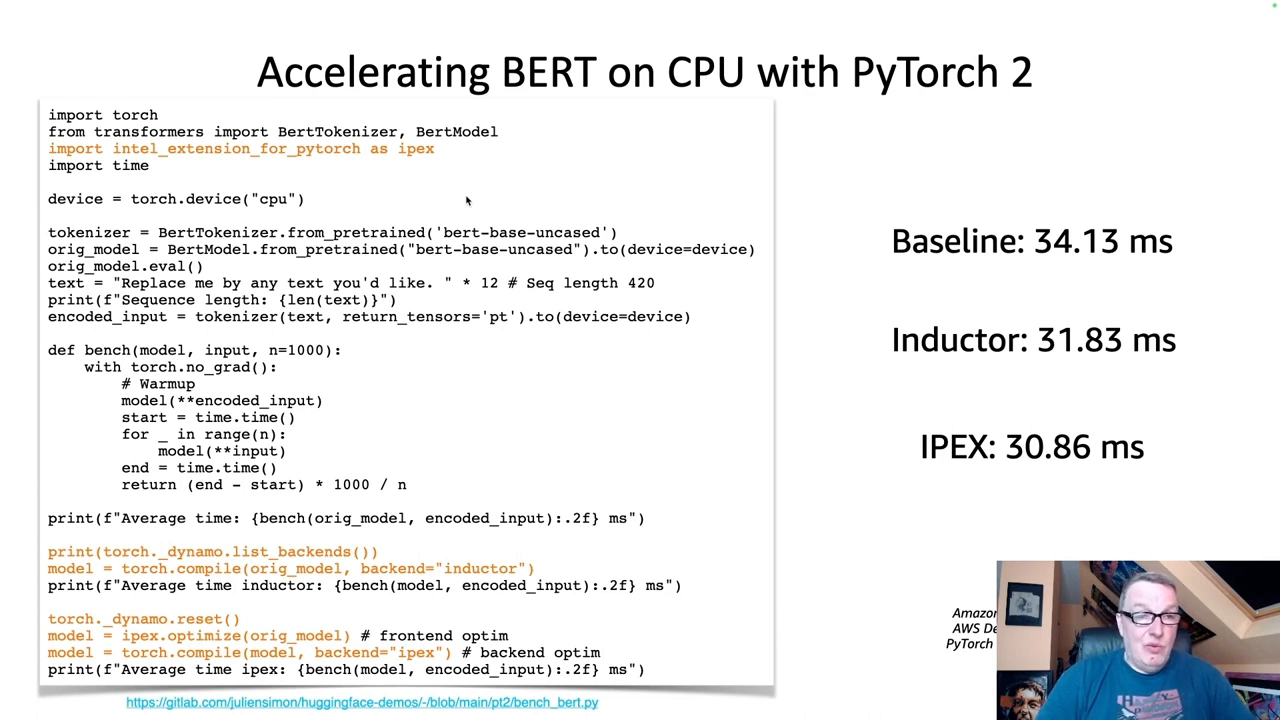 Accelerating BERT on CPU with PyTorch 2
import torch
from transformers import BertTokenizer, BertModel
import intel_extension_for_pytorch as ipex
import time
device = torch.device("cpu")
tokenizer = BertTokenizer.from_pretrained('bert-base-uncased')
orig_model = BertModel.from_pretrained("bert-base-uncased").to(device=device)
orig_model.eval()
text = "Replace me by any text you'd like. " * 12 # Seq length 420
print(f"Sequence length: {len(text)}")
encoded_input = tokenizer(text, return_tensors='pt').to(device=device)
def bench(model, input, n=1000):
    with torch.no_grad():
        # Warmup
        model(**encoded_input)
        start = time.time()
        for _ in range(n):
            model(**input)
        end = time.time()
        return (end - start) * 1000 / n
print(f"Average time: {bench(orig_model, encoded_input):.2f} ms")
print(torch._dynamo.list_backends())
model = torch.compile(orig_model, backend="inductor")
print(f"Average time inductor: {bench(model, encoded_input):.2f} ms")
torch._dynamo.reset()
model = ipex.optimize(orig_model) # frontend optim
model = torch.compile(model, backend="ipex") # backend optim
print(f"Average time ipex: {bench(model, encoded_input):.2f} ms")
https://gitlab.com/juliensimon/huggingface-demos/-/blob/main/pt2/bench_bert.py
Baseline: 34.13 ms
Inductor: 31.83 ms
IPEX: 30.86 ms
Amazon
AWS De
PyTorch